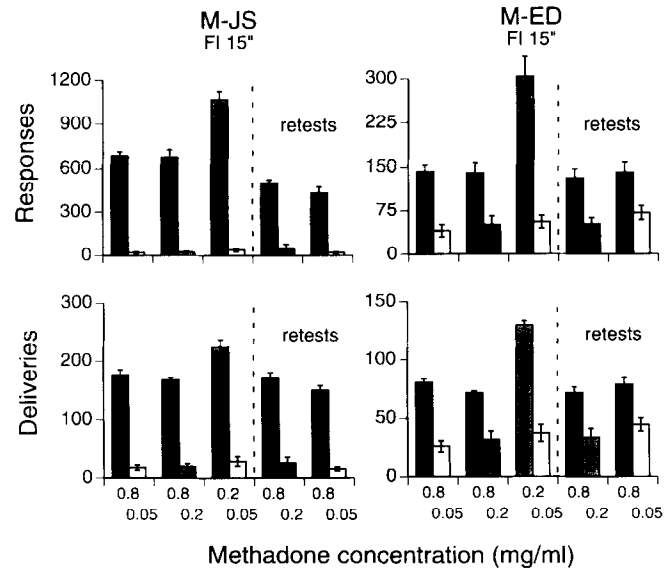 M-JS
FI 15"
M-ED
FI 15"
Responses
1200
900
600
300
0
retests
300
225
150
75
0
retests
Deliveries
300
200
100
0
retests
150
100
50
0
retests
0.8 0.8 0.2 0.8 0.8
0.05 0.2 0.05 0.2 0.05
0.8 0.8 0.2 0.8 0.8
0.05 0.2 0.05 0.2 0.05
Methadone concentration (mg/ml)